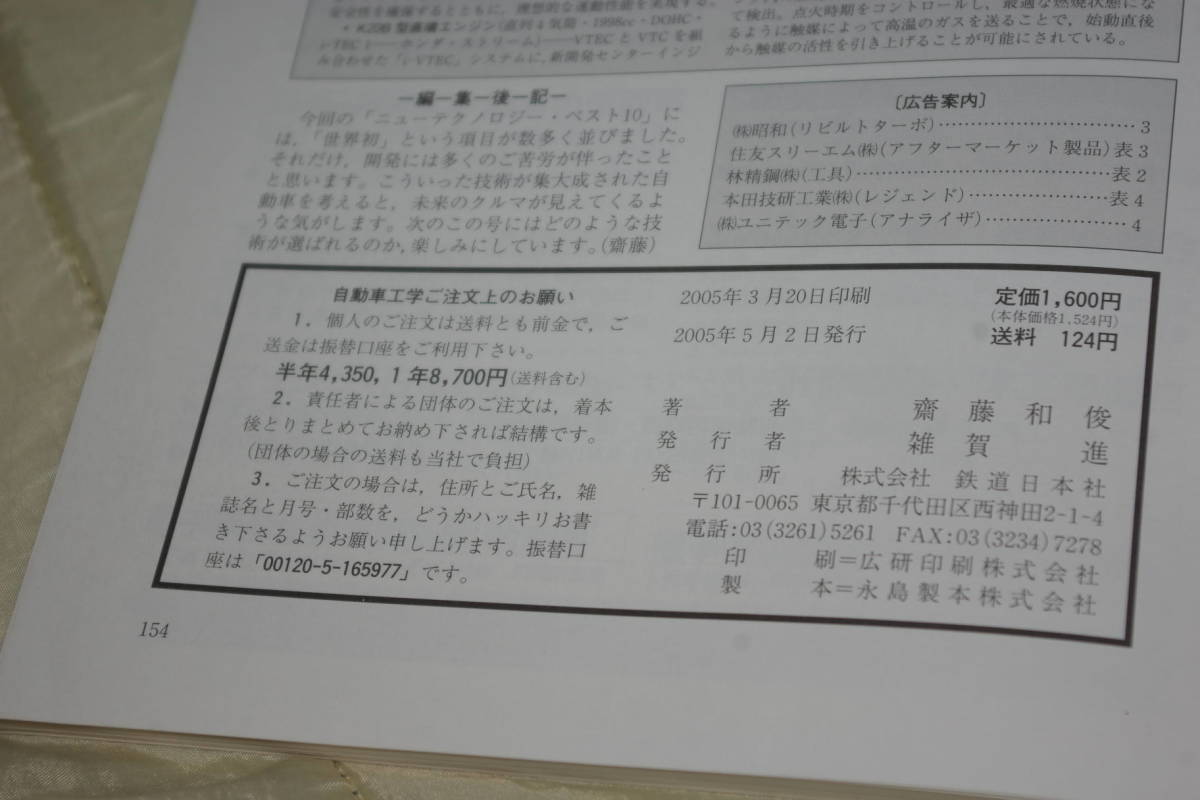 安全性を確保するとともに，理想的な運動性能を実現する。
・K20B型直噴エンジン(直列4気筒・1998cc・DOHC・
i-VTEC I——ホンダ・ストリーム)——VTECとVTCを組
み合わせた「i-VTEC」システムに，新開発センターインジ
て検出。点火時期をコントロールし，最適な燃焼状態にな
るように触媒によって高温のガスを送ることで，始動直後
から触媒の活性を引き上げることが可能にされている。
—編—集—後—記—
今回の「ニューテクノロジー・ベスト10」に
は，「世界初」という項目が数多く並びました。
それだけ，開発には多くのご苦労が伴ったこと
と思います。こういった技術が集大成された自
動車を考えると，未来のクルマが見えてくるよ
うな気がします。次のこの号にはどのような技
術が選ばれるのか，楽しみにしています。(齋藤)
〔広告案内〕
㈱昭和(リビルトターボ)…………………………3
住友スリーエム㈱(アフターマーケット製品)表3
林精鋼㈱(工具)…………………………………表2
本田技研工業㈱(レジェンド)…………………表4
㈱ユニテック電子(アナライザ)…………………4
自動車工学ご注文上のお願い
1．個人のご注文は送料とも前金で，ご
送金は振替口座をご利用下さい。
半年4,350，1年8,700円(送料含む)
2．責任者による団体のご注文は，着本
後とりまとめてお納め下されば結構です。
(団体の場合の送料も当社で負担)
3．ご注文の場合は，住所とご氏名，雑
誌名と月号・部数を，どうかハッキリお書
き下さるようお願い申し上げます。振替口
座は「00120-5-165977」です。
2005年3月20日印刷
2005年5月2日発行
定価1,600円
(本体価格1,524円)
送料 124円
著者 齋藤和俊
発行者 雑賀進
発行所 株式会社 鉄道日本社
〒101-0065 東京都千代田区西神田2-1-4
電話:03(3261)5261 FAX:03(3234)7278
印刷=広研印刷株式会社
製本=永島製本株式会社
154